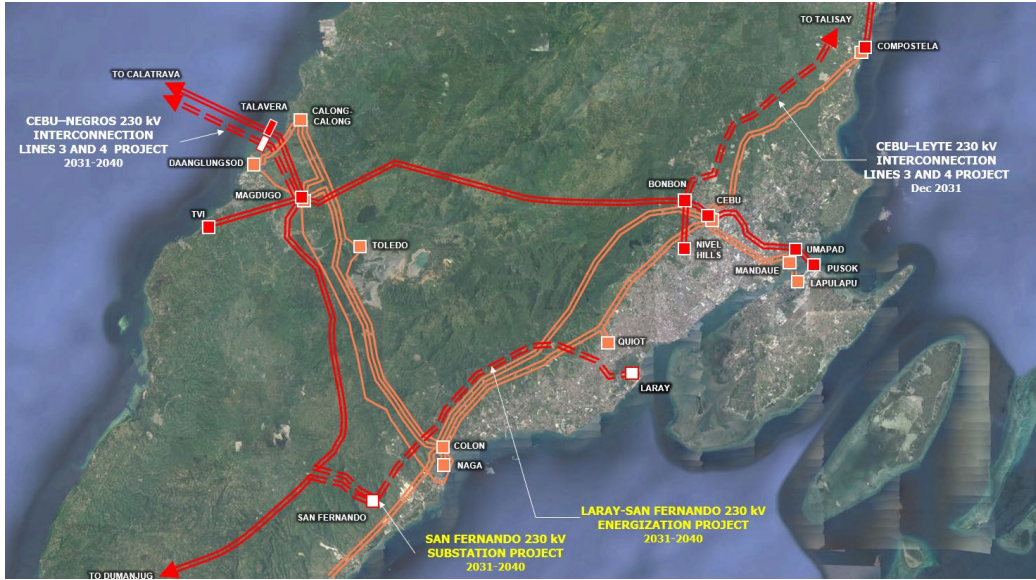 TO TALISAY
COMPOSTELA
TO CALATRAVA
TALAVERA
CALONG-
CALONG
CEBU–NEGROS 230 kV
INTERCONNECTION
LINES 3 AND 4 PROJECT
2031-2040
DAANGLUNGSOD
CEBU–LEYTE 230 kV
INTERCONNECTION
LINES 3 AND 4 PROJECT
Dec 2031
MAGDUGO
BONBON
CEBU
TVI
TOLEDO
NIVEL
HILLS
UMAPAD
MANDAUE
PUSOK
LAPULAPU
QUIOT
LARAY
COLON
NAGA
SAN FERNANDO
LARAY-SAN FERNANDO 230 kV
ENERGIZATION PROJECT
2031-2040
SAN FERNANDO 230 kV
SUBSTATION PROJECT
2031-2040
TO DUMANJUG